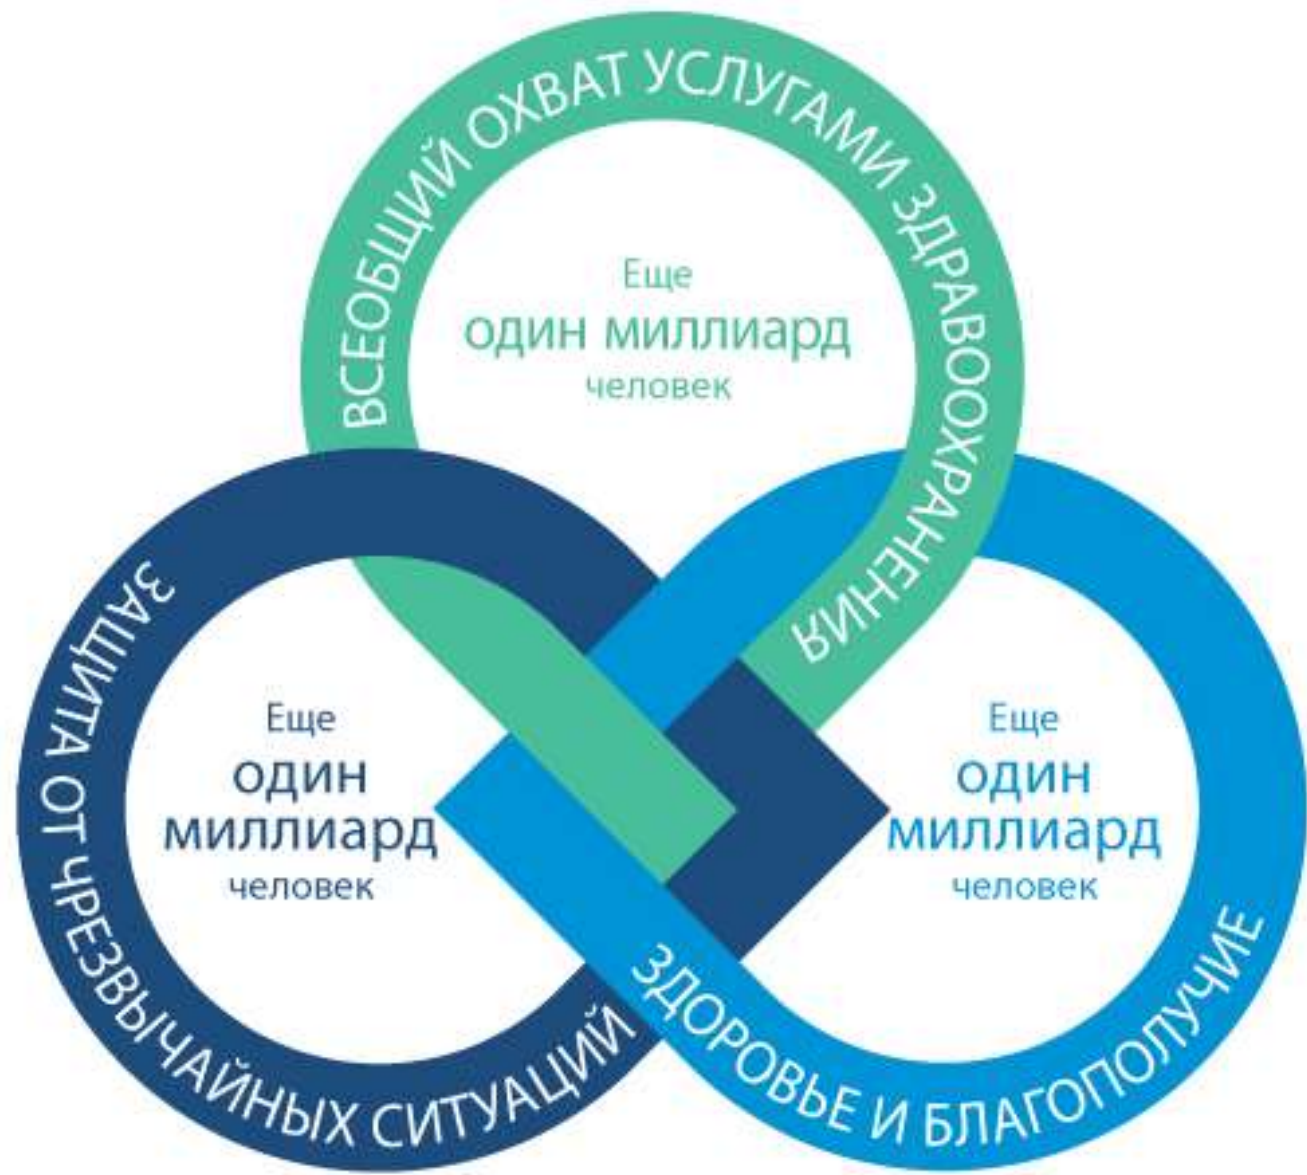 ВСЕОБЩИЙ ОХВАТ УСЛУГАМИ ЗДРАВООХРАНЕНИЯ
Еще
один миллиард
человек
ЗАЩИТА ОТ ЧРЕЗВЫЧАЙНЫХ СИТУАЦИЙ
Еще
один
миллиард
человек
ЗДОРОВЬЕ И БЛАГОПОЛУЧИЕ
Еще
один
миллиард
человек